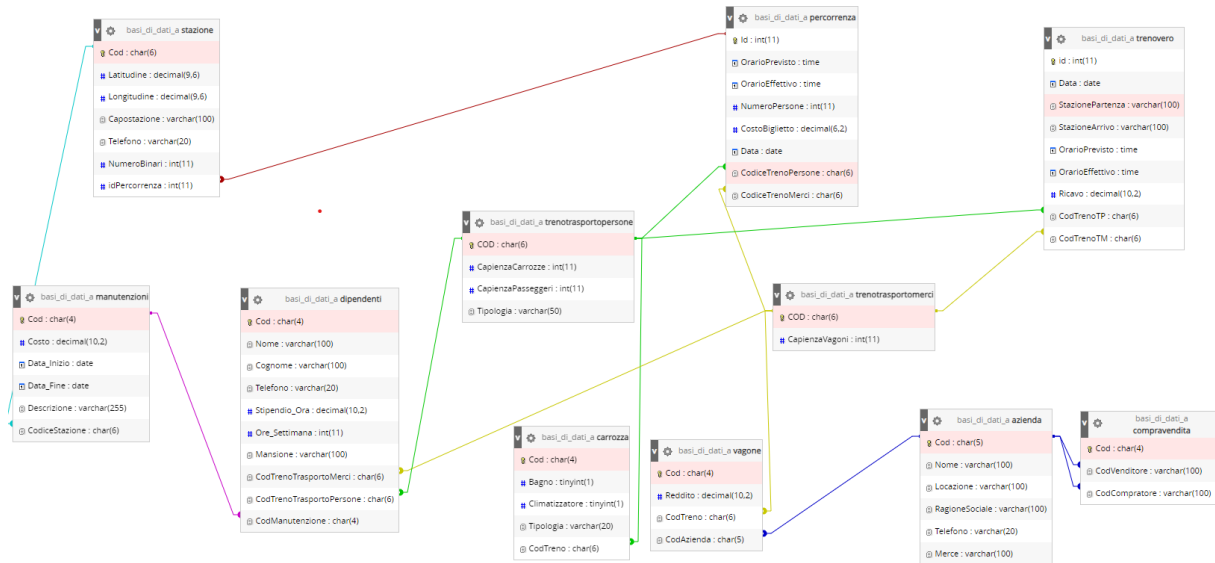 basi_di_dati_a stazione
Cod : char(6)
Latitudine : decimal(9,6)
Longitudine : decimal(9,6)
Capostazione : varchar(100)
Telefono : varchar(20)
NumeroBinari : int(11)
idPercorrenza : int(11)
basi_di_dati_a percorrenza
Id : int(11)
OrarioPrevisto : time
OrarioEffettivo : time
NumeroPersone : int(11)
CostoBiglietto : decimal(6,2)
Data : date
CodiceTrenoPersone : char(6)
CodiceTrenoMerci : char(6)
basi_di_dati_a trenovero
id : int(11)
Data : date
StazionePartenza : varchar(100)
StazioneArrivo : varchar(100)
OrarioPrevisto : time
OrarioEffettivo : time
Ricavo : decimal(10,2)
CodTrenoTP : char(6)
CodTrenoTM : char(6)
basi_di_dati_a trenotrasportopersone
COD : char(6)
CapienzaCarrozze : int(11)
CapienzaPasseggeri : int(11)
Tipologia : varchar(50)
basi_di_dati_a manutenzioni
Cod : char(4)
Costo : decimal(10,2)
Data_Inizio : date
Data_Fine : date
Descrizione : varchar(255)
CodiceStazione : char(6)
basi_di_dati_a dipendenti
Cod : char(4)
Nome : varchar(100)
Cognome : varchar(100)
Telefono : varchar(20)
Stipendio_Ora : decimal(10,2)
Ore_Settimana : int(11)
Mansione : varchar(100)
CodTrenoTrasportoMerci : char(6)
CodTrenoTrasportoPersone : char(6)
CodManutenzione : char(4)
basi_di_dati_a trenotrasportomerci
COD : char(6)
CapienzaVagoni : int(11)
basi_di_dati_a carrozza
Cod : char(4)
Bagno : tinyint(1)
Climatizzatore : tinyint(1)
Tipologia : varchar(20)
CodTreno : char(6)
basi_di_dati_a vagone
Cod : char(4)
Reddito : decimal(10,2)
CodTreno : char(6)
CodAzienda : char(5)
basi_di_dati_a azienda
Cod : char(5)
Nome : varchar(100)
Locazione : varchar(100)
RagioneSociale : varchar(100)
Telefono : varchar(20)
Merce : varchar(100)
basi_di_dati_a
compravendita
Cod : char(4)
CodVenditore : varchar(100)
CodCompratore : varchar(100)